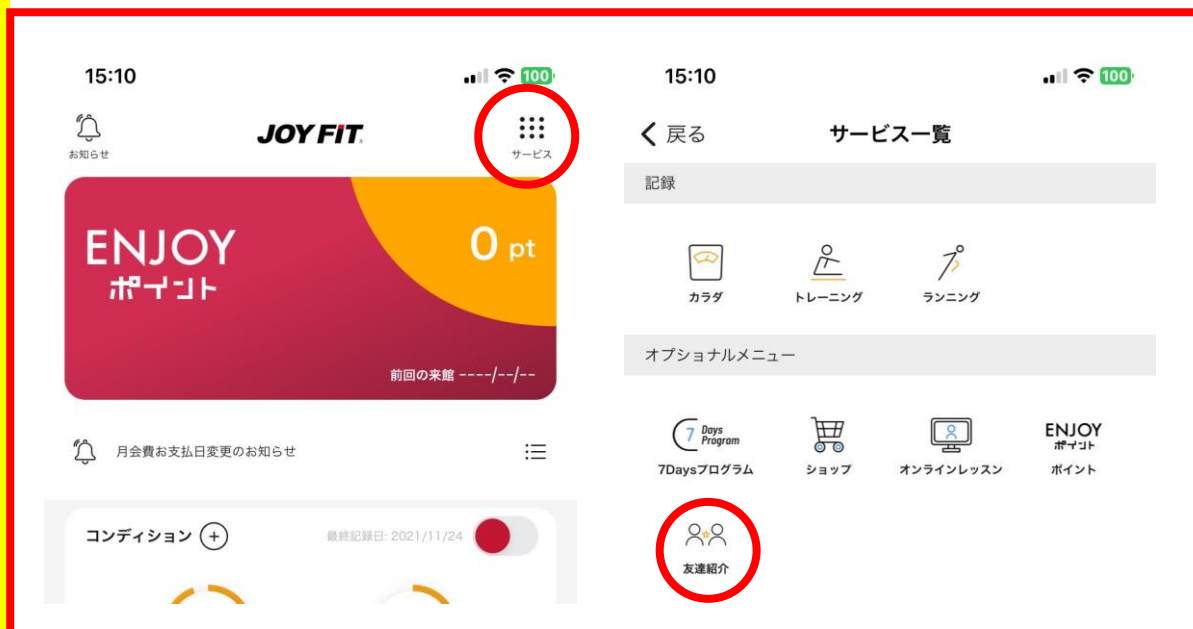 15:10
100
お知らせ
JOYFIT
サービス
ENJOY
ポイント
0 pt
前回の来館 ----/--/--
月会費お支払日変更のお知らせ
コンディション
最終記録日: 2021/11/24
15:10
100
戻る
サービス一覧
記録
カラダ
トレーニング
ランニング
オプショナルメニュー
7 Days
Program
7Daysプログラム
ショップ
オンラインレッスン
ENJOY
ポイント
ポイント
友達紹介